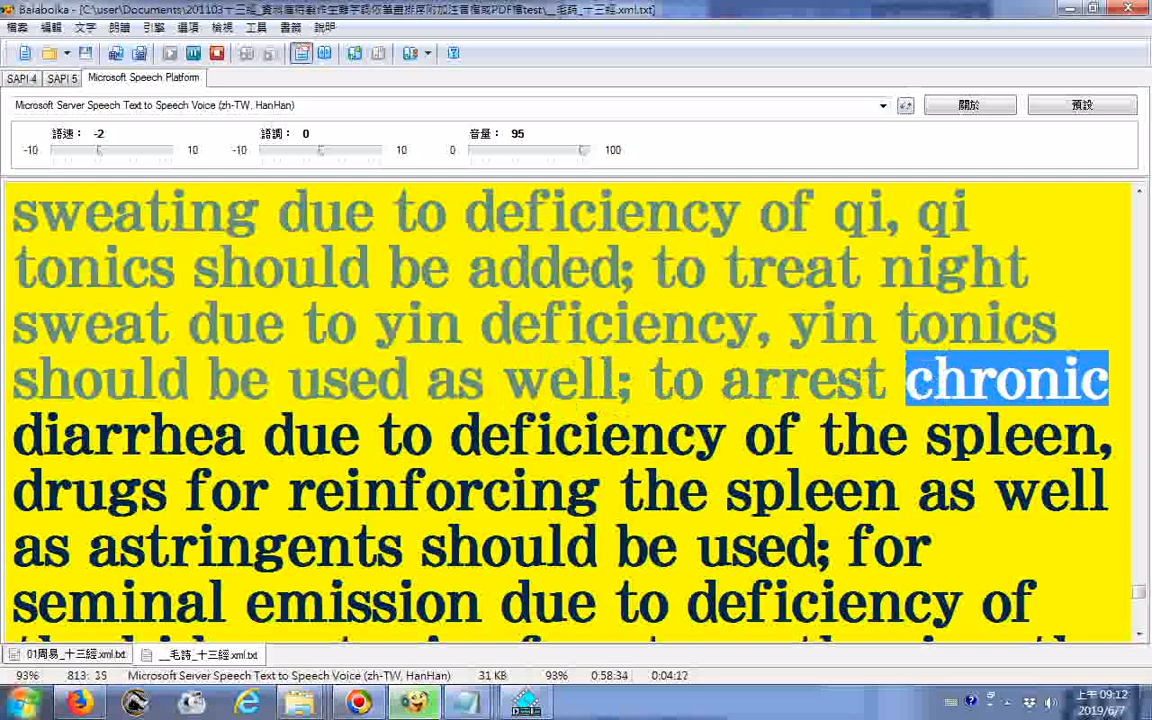 Balabolka - [C:\user\Documents\201103十三經_資料庫待製作生難字詞依筆畫排序附加注音檔或PDF檔test\__毛詩_十三經.xml.txt]
檔案 編輯 文字 朗讀 引擎 選項 檢視 工具 書籤 說明
SAPI 4 SAPI 5 Microsoft Speech Platform
Microsoft Server Speech Text to Speech Voice (zh-TW, HanHan) 關於 預設
語速： -2 語調： 0 音量： 95
-10 10 -10 10 0 100
sweating due to deficiency of qi, qi
tonics should be added; to treat night
sweat due to yin deficiency, yin tonics
should be used as well; to arrest chronic
diarrhea due to deficiency of the spleen,
drugs for reinforcing the spleen as well
as astringents should be used; for
seminal emission due to deficiency of
01周易_十三經.xml.txt __毛詩_十三經.xml.txt
93% 813: 35 Microsoft Server Speech Text to Speech Voice (zh-TW, HanHan) 31 KB 93% 0:58:34 0:04:17
上午 09:12
2019/6/7